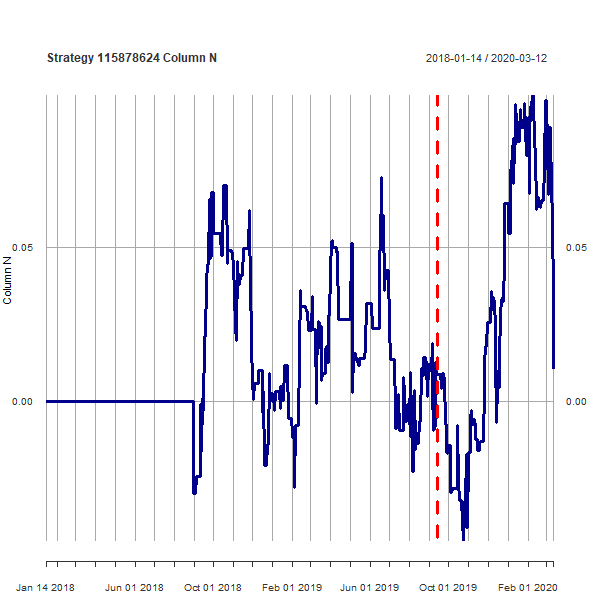 Strategy 115878624 Column N
2018-01-14 / 2020-03-12
0.05
0.05
Column N
0.00
0.00
Jan 14 2018
Jun 01 2018
Oct 01 2018
Feb 01 2019
Jun 01 2019
Oct 01 2019
Feb 01 2020